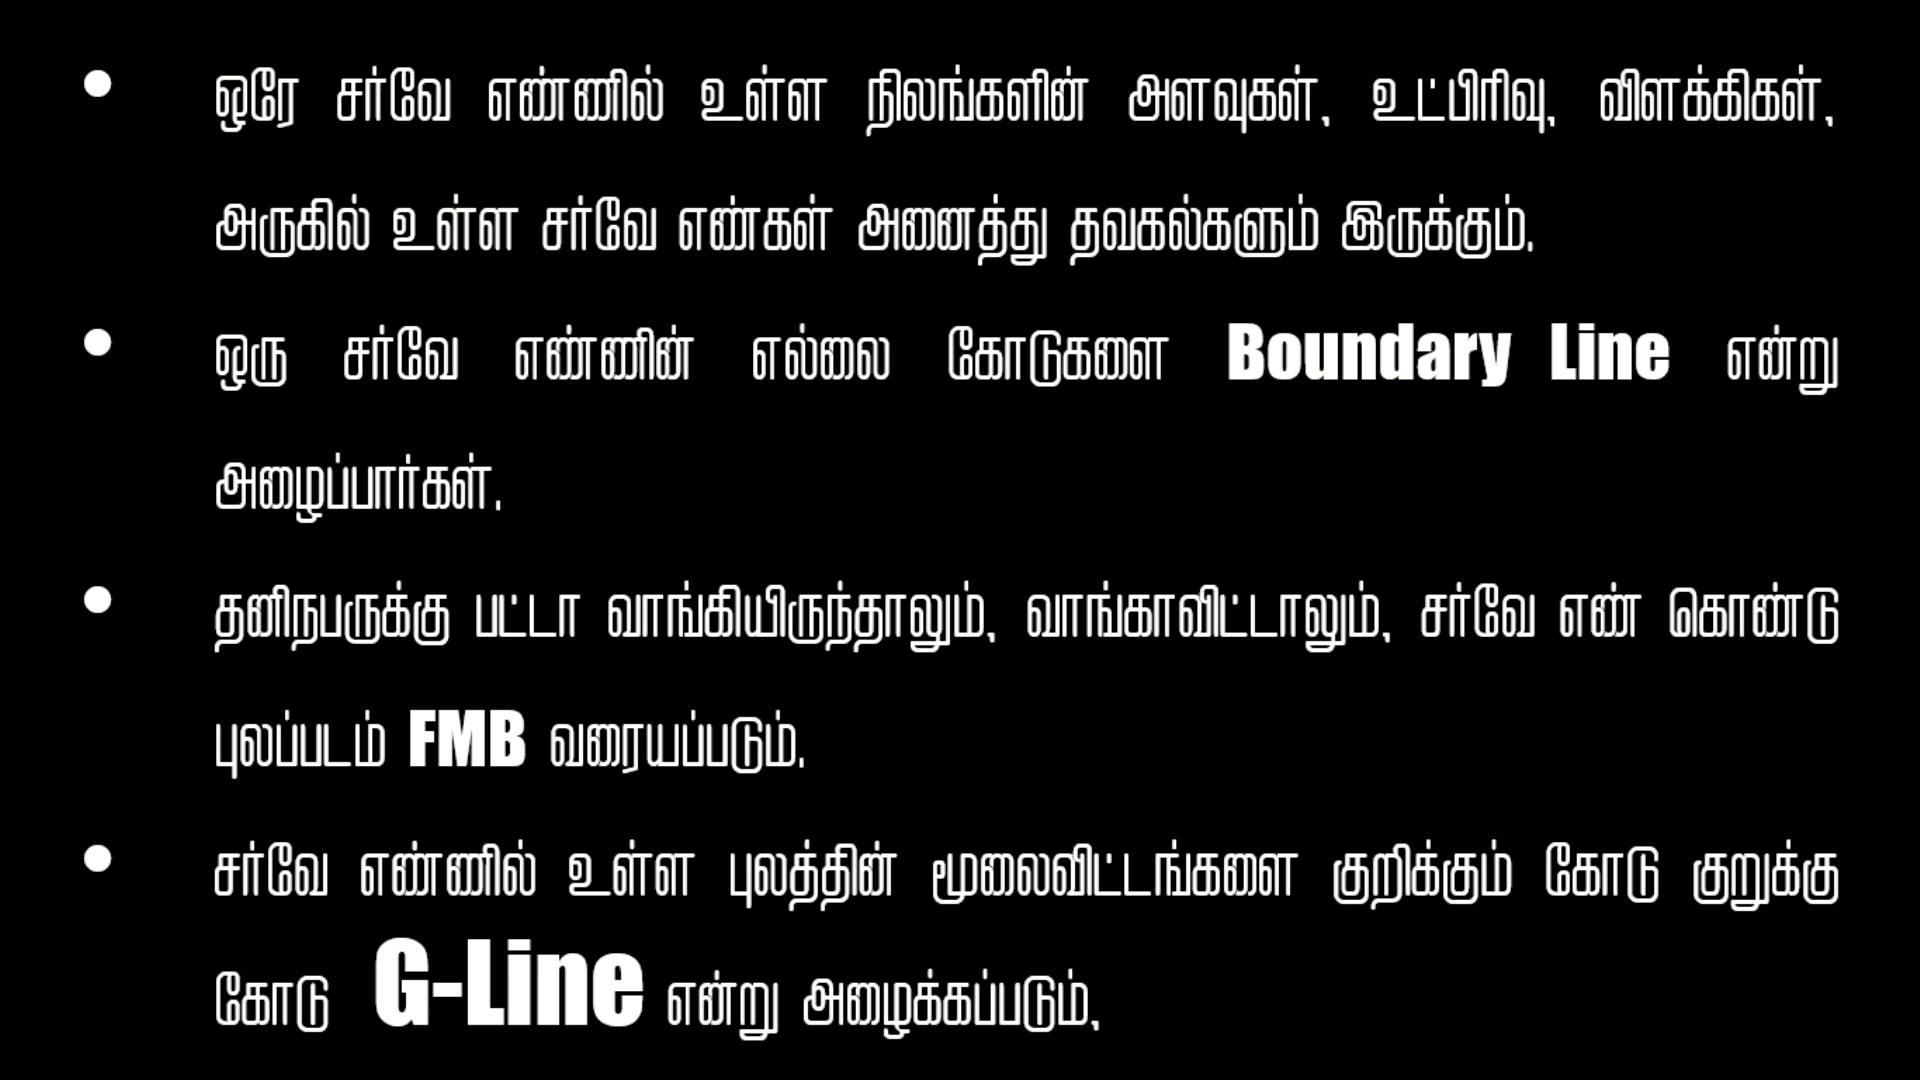 • ஒரே சர்வே எண்ணில் உள்ள நிலங்களின் அளவுகள், உட்பிரிவு, விளக்கிகள்,
அருகில் உள்ள சர்வே எண்கள் அனைத்து தவகல்களும் இருக்கும்.
• ஒரு சர்வே எண்ணின் எல்லை கோடுகளை Boundary Line என்று
அழைப்பார்கள்.
• தனிநபருக்கு பட்டா வாங்கியிருந்தாலும், வாங்காவிட்டாலும், சர்வே எண் கொண்டு
புலப்படம் FMB வரையப்படும்.
• சர்வே எண்ணில் உள்ள புலத்தின் மூலைவிட்டங்களை குறிக்கும் கோடு குறுக்கு
கோடு G-Line என்று அழைக்கப்படும்,